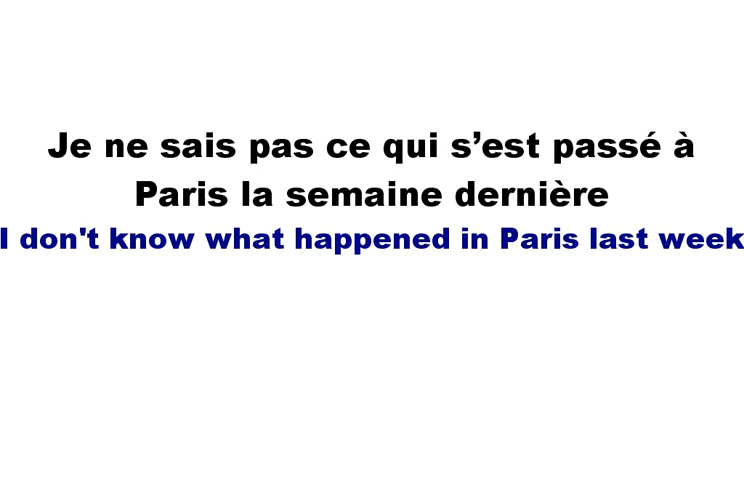 Je ne sais pas ce qui s’est passé à
Paris la semaine dernière
I don't know what happened in Paris last week